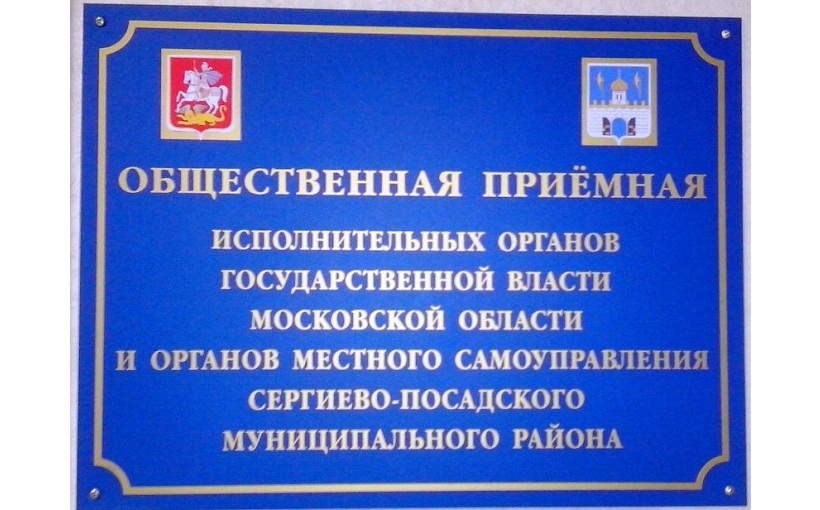 ОБЩЕСТВЕННАЯ ПРИЁМНАЯ
ИСПОЛНИТЕЛЬНЫХ ОРГАНОВ
ГОСУДАРСТВЕННОЙ ВЛАСТИ
МОСКОВСКОЙ ОБЛАСТИ
И ОРГАНОВ МЕСТНОГО САМОУПРАВЛЕНИЯ
СЕРГИЕВО-ПОСАДСКОГО
МУНИЦИПАЛЬНОГО РАЙОНА